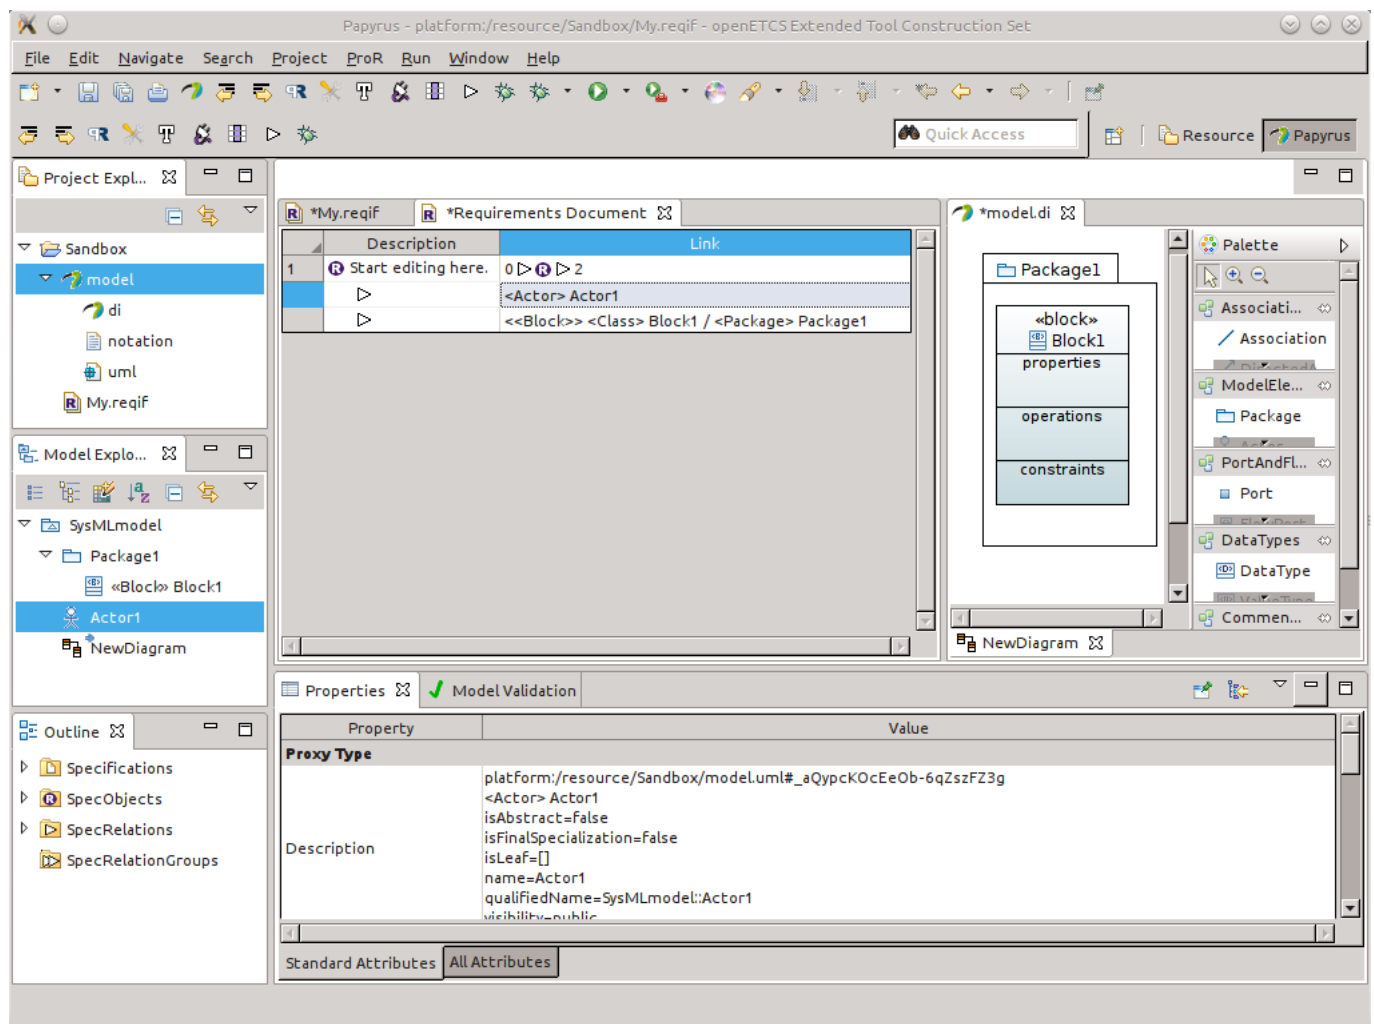 Papyrus - platform:/resource/Sandbox/My.reqif - openETCS Extended Tool Construction Set
File Edit Navigate Search Project ProR Run Window Help
Quick Access
Resource
Papyrus
Project Expl...
Sandbox
model
di
notation
uml
My.reqif
Model Explo...
SysMLmodel
Package1
«Block» Block1
Actor1
NewDiagram
Outline
Specifications
SpecObjects
SpecRelations
SpecRelationGroups
*My.reqif
*Requirements Document
Description Link
1 Start editing here. 0 2
<Actor> Actor1
<<Block>> <Class> Block1 / <Package> Package1
*model.di
Package1
«block»
Block1
properties
operations
constraints
NewDiagram
Palette
Associati...
Association
ModelEle...
Package
Actor
PortAndFl...
Port
FlowPort
DataTypes
DataType
ValueType
Commen...
Properties
Model Validation
Property Value
Proxy Type
Description
platform:/resource/Sandbox/model.uml#_aQypcKOcEeOb-6qZszFZ3g
<Actor> Actor1
isAbstract=False
isFinalSpecialization=False
isLeaf=[]
name=Actor1
qualifiedName=SysMLmodel::Actor1
visibility=public
Standard Attributes
All Attributes